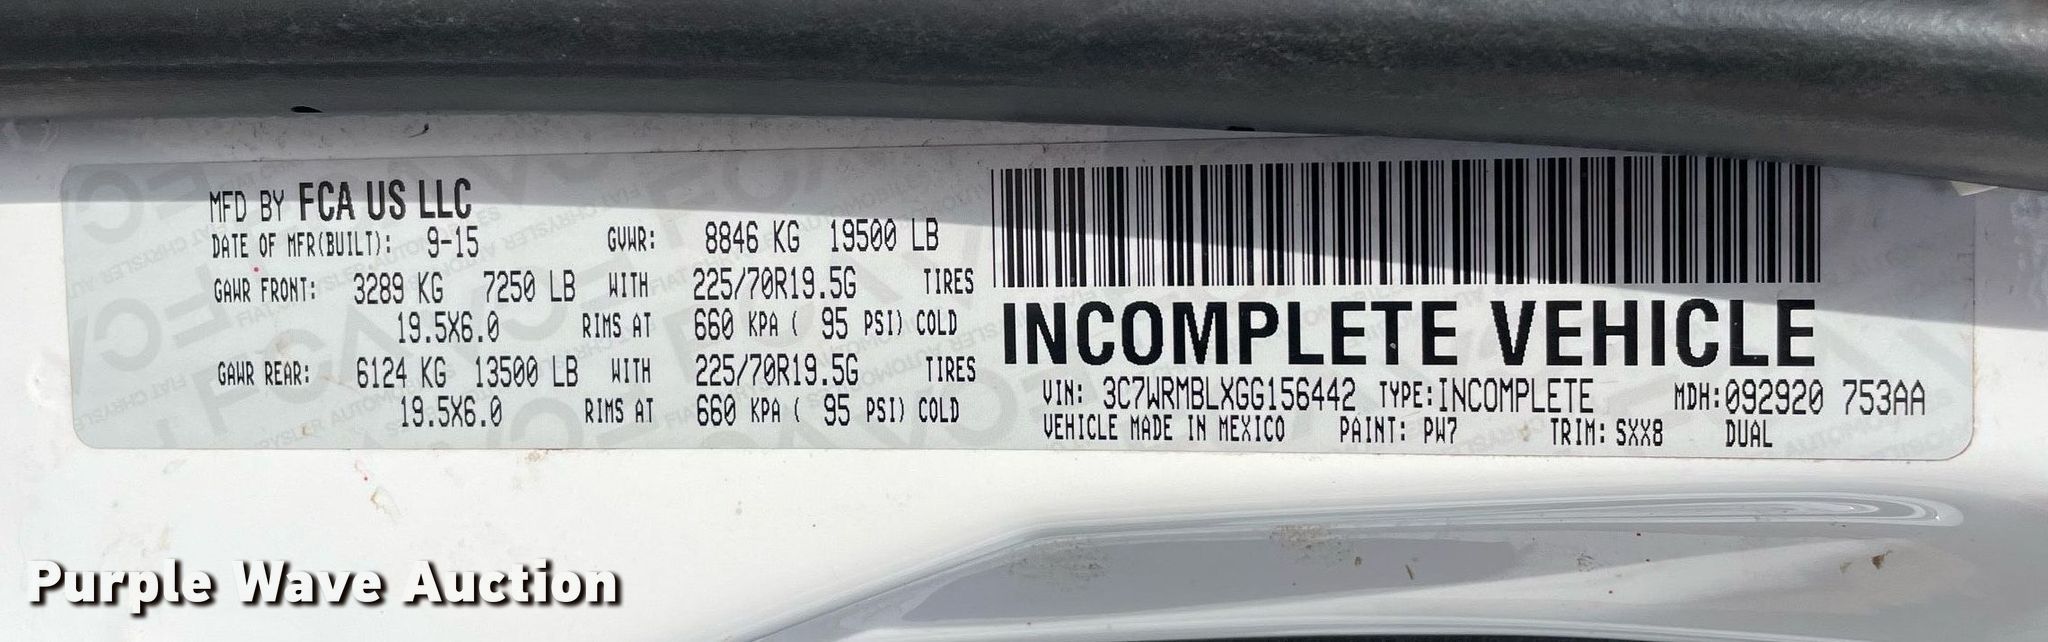 MFD BY FCA US LLC
DATE OF MFR(BUILT): 9-15 GVWR: 8846 KG 19500 LB
GAWR FRONT: 3289 KG 7250 LB WITH 225/70R19.5G TIRES
19.5X6.0 RIMS AT 660 KPA ( 95 PSI) COLD
GAWR REAR: 6124 KG 13500 LB WITH 225/70R19.5G TIRES
19.5X6.0 RIMS AT 660 KPA ( 95 PSI) COLD
INCOMPLETE VEHICLE
VIN: 3C7WRMBLXGG156442 TYPE:INCOMPLETE MDH:092920 753AA
VEHICLE MADE IN MEXICO PAINT: PW7 TRIM: SXX8 DUAL
Purple Wave Auction